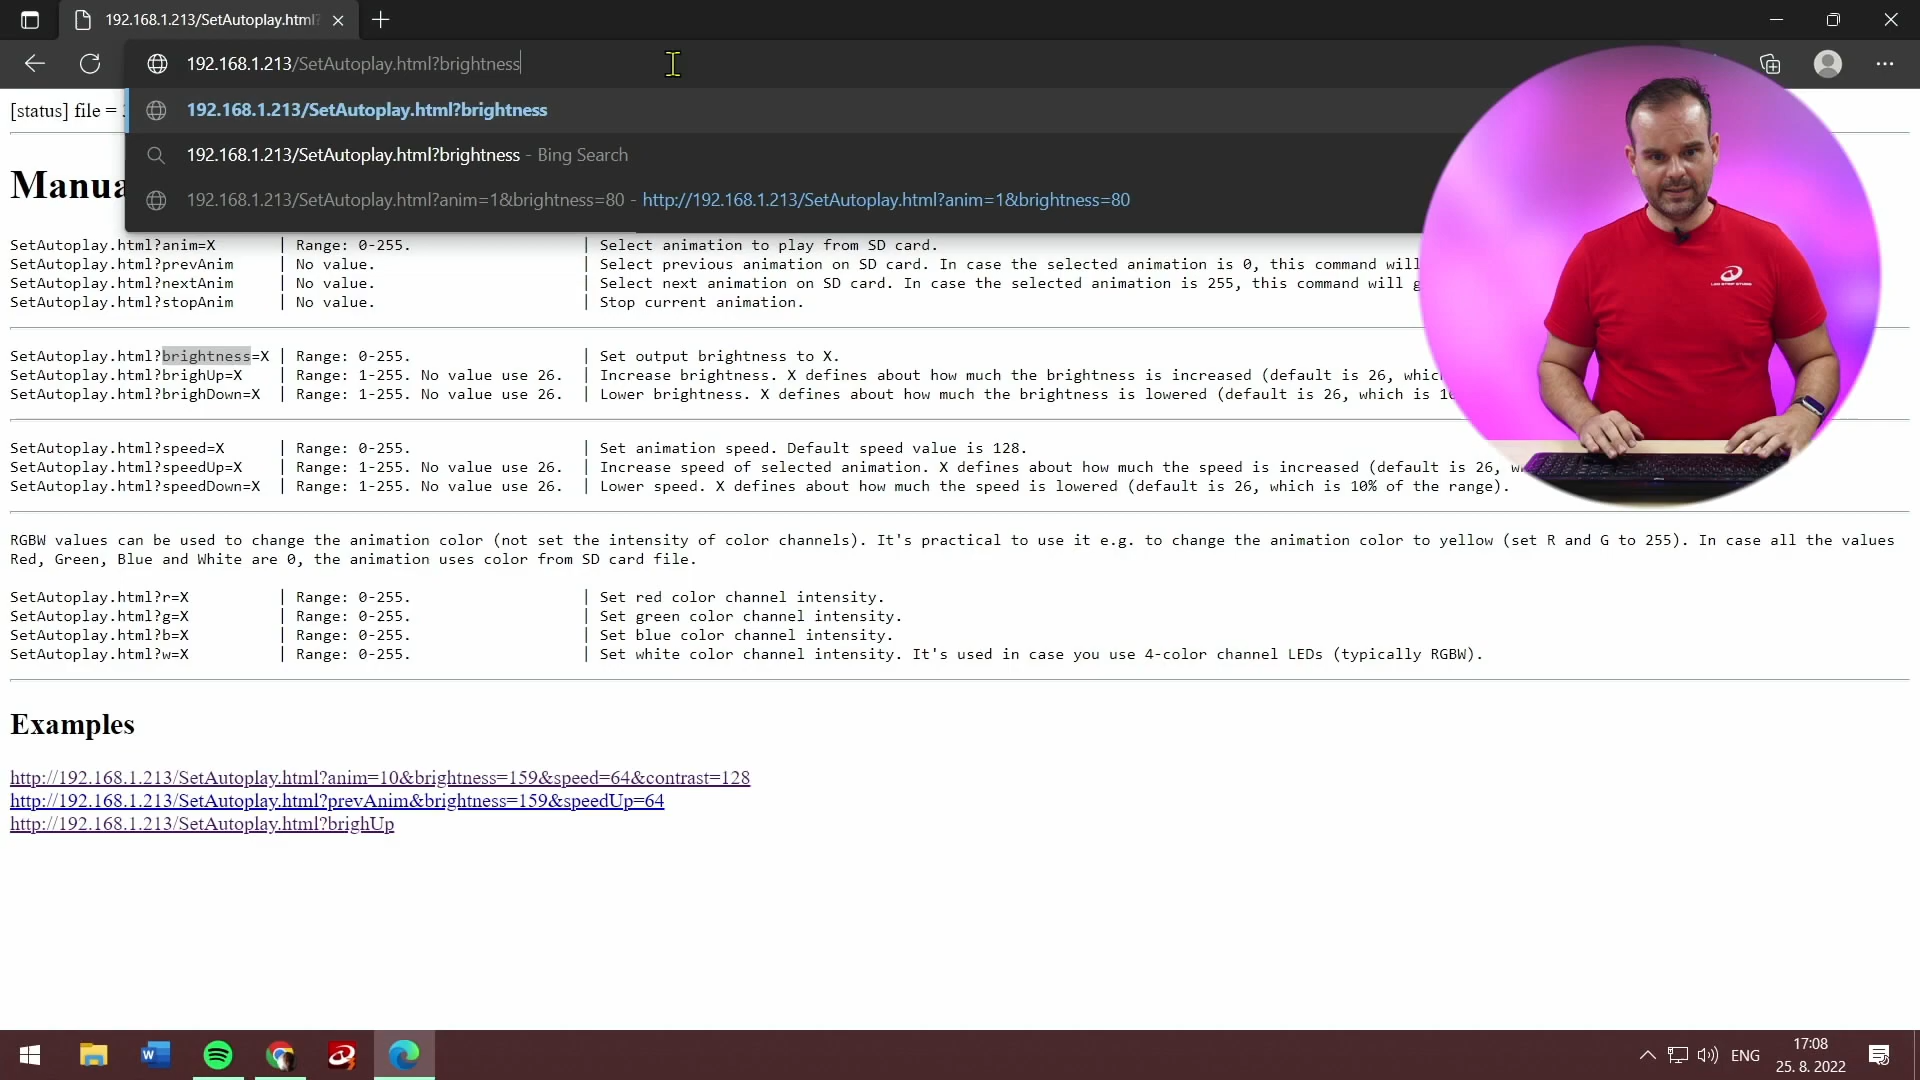 192.168.1.213/SetAutoplay.html?
192.168.1.213/SetAutoplay.html?brightness
192.168.1.213/SetAutoplay.html?brightness
192.168.1.213/SetAutoplay.html?brightness - Bing Search
192.168.1.213/SetAutoplay.html?anim=1&brightness=80 - http://192.168.1.213/SetAutoplay.html?anim=1&brightness=80
[status] file =
Manua
SetAutoplay.html?anim=X | Range: 0-255. | Select animation to play from SD card.
SetAutoplay.html?prevAnim | No value. | Select previous animation on SD card. In case the selected animation is 0, this command will
SetAutoplay.html?nextAnim | No value. | Select next animation on SD card. In case the selected animation is 255, this command will g
SetAutoplay.html?stopAnim | No value. | Stop current animation.
SetAutoplay.html?brightness=X | Range: 0-255. | Set output brightness to X.
SetAutoplay.html?brighUp=X | Range: 1-255. No value use 26. | Increase brightness. X defines about how much the brightness is increased (default is 26, whic
SetAutoplay.html?brighDown=X | Range: 1-255. No value use 26. | Lower brightness. X defines about how much the brightness is lowered (default is 26, which is 10
SetAutoplay.html?speed=X | Range: 0-255. | Set animation speed. Default speed value is 128.
SetAutoplay.html?speedUp=X | Range: 1-255. No value use 26. | Increase speed of selected animation. X defines about how much the speed is increased (default is 26, w
SetAutoplay.html?speedDown=X | Range: 1-255. No value use 26. | Lower speed. X defines about how much the speed is lowered (default is 26, which is 10% of the range).
RGBW values can be used to change the animation color (not set the intensity of color channels). It's practical to use it e.g. to change the animation color to yellow (set R and G to 255). In case all the values
Red, Green, Blue and White are 0, the animation uses color from SD card file.
SetAutoplay.html?r=X | Range: 0-255. | Set red color channel intensity.
SetAutoplay.html?g=X | Range: 0-255. | Set green color channel intensity.
SetAutoplay.html?b=X | Range: 0-255. | Set blue color channel intensity.
SetAutoplay.html?w=X | Range: 0-255. | Set white color channel intensity. It's used in case you use 4-color channel LEDs (typically RGBW).
Examples
http://192.168.1.213/SetAutoplay.html?anim=10&brightness=159&speed=64&contrast=128
http://192.168.1.213/SetAutoplay.html?prevAnim&brightness=159&speedUp=64
http://192.168.1.213/SetAutoplay.html?brighUp
LED STRIP STUDIO
ENG
17:08
25. 8. 2022